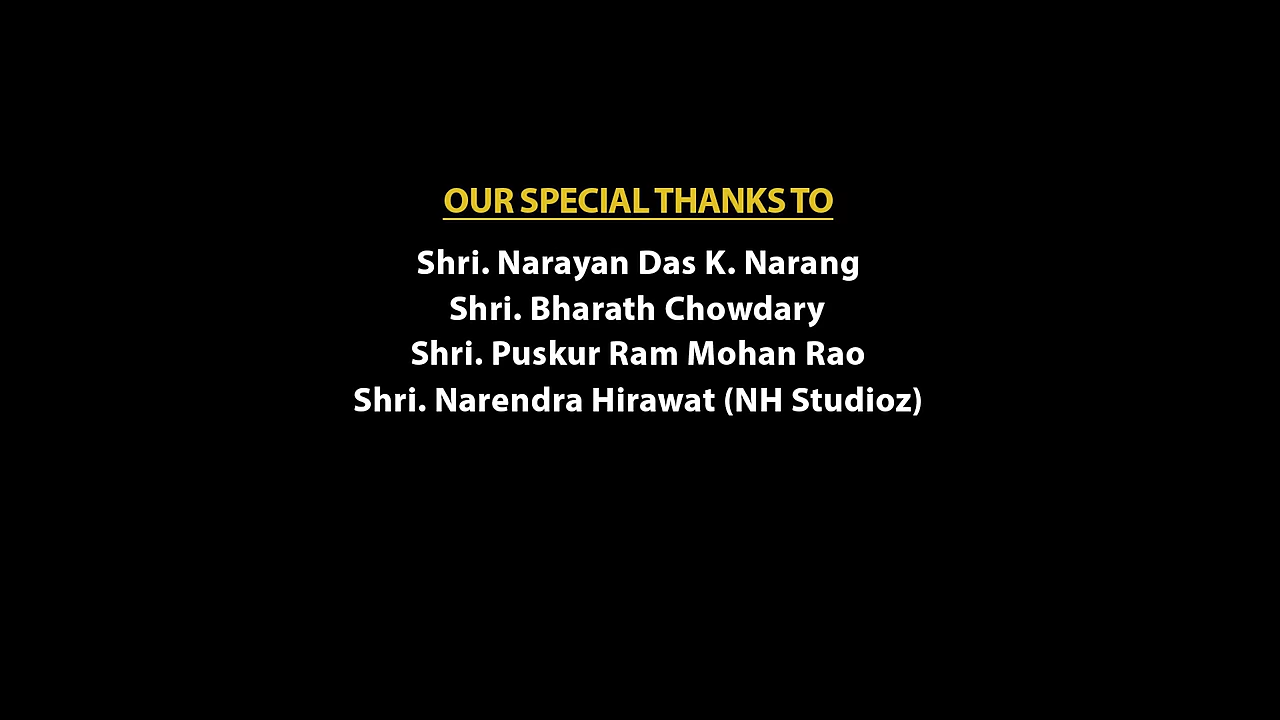 OUR SPECIAL THANKS TO
Shri. Narayan Das K. Narang
Shri. Bharath Chowdary
Shri. Puskur Ram Mohan Rao
Shri. Narendra Hirawat (NH Studioz)